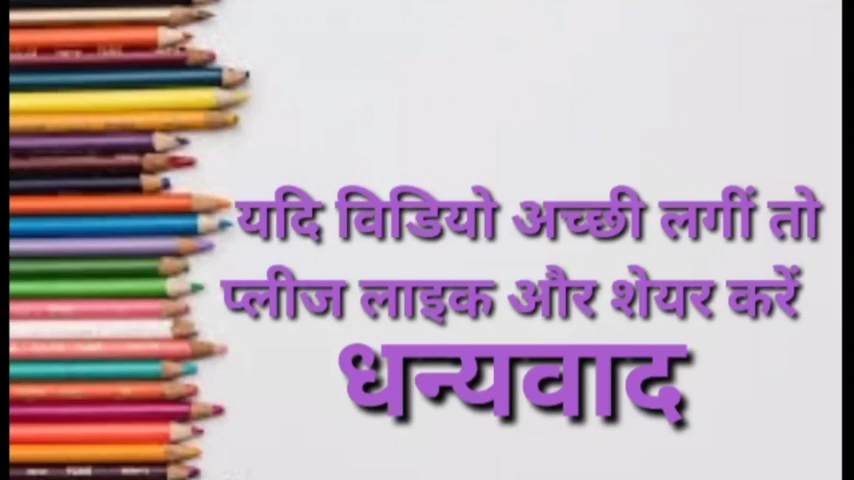 यदि विडियो अच्छी लगीं तो
प्लीज लाइक और शेयर करें
धन्यवाद